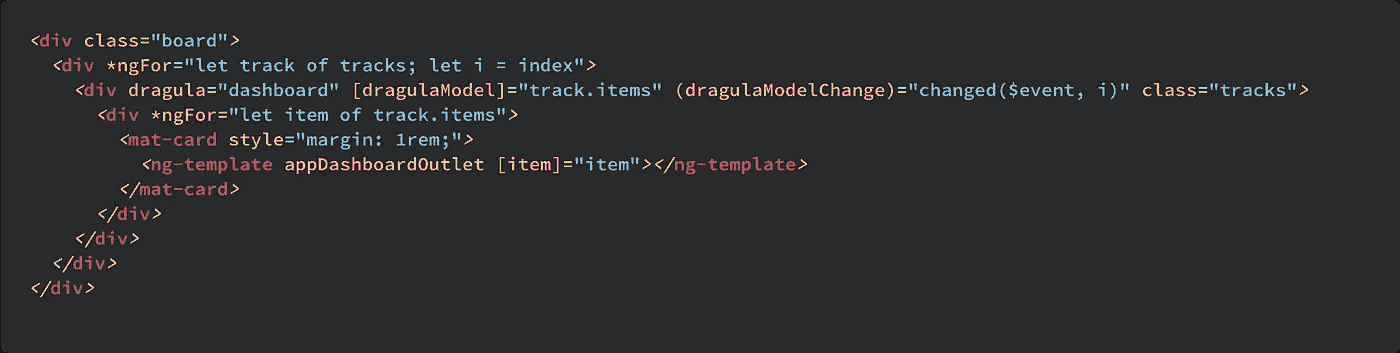 <div class="board">
  <div *ngFor="let track of tracks; let i = index">
    <div dragula="dashboard" [dragulaModel]="track.items" (dragulaModelChange)="changed($event, i)" class="tracks">
      <div *ngFor="let item of track.items">
        <mat-card style="margin: 1rem;">
          <ng-template appDashboardOutlet [item]="item"></ng-template>
        </mat-card>
      </div>
    </div>
  </div>
</div>